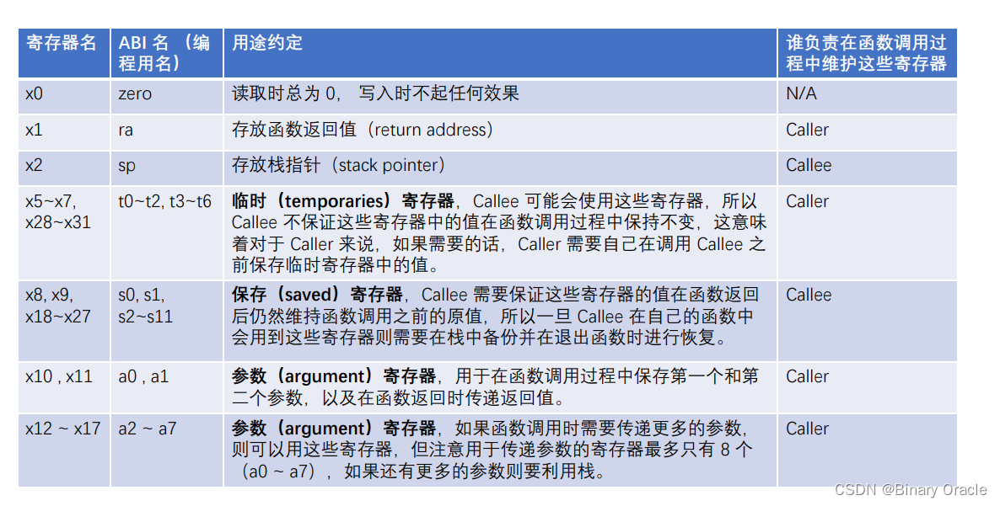 寄存器名
ABI 名 （编
程用名）
用途约定
谁负责在函数调用过
程中维护这些寄存器
x0
zero
读取时总为 0， 写入时不起任何效果
N/A
x1
ra
存放函数返回值（return address）
Caller
x2
sp
存放栈指针（stack pointer）
Callee
x5~x7,
x28~x31
t0~t2, t3~t6
临时（temporaries）寄存器，Callee 可能会使用这些寄存器，所以
Callee 不保证这些寄存器中的值在函数调用过程中保持不变，这意味
着对于 Caller 来说，如果需要的话，Caller 需要自己在调用 Callee 之
前保存临时寄存器中的值。
Caller
x8, x9,
x18~x27
s0, s1,
s2~s11
保存（saved）寄存器，Callee 需要保证这些寄存器的值在函数返回
后仍然维持函数调用之前的原值，所以一旦 Callee 在自己的函数中
会用到这些寄存器则需要在栈中备份并在退出函数时进行恢复。
Callee
x10 , x11
a0 , a1
参数（argument）寄存器，用于在函数调用过程中保存第一个和第
二个参数，以及在函数返回时传递返回值。
Caller
x12 ~ x17
a2 ~ a7
参数（argument）寄存器，如果函数调用时需要传递更多的参数，
则可以用这些寄存器，但注意用于传递参数的寄存器最多只有 8 个
（a0 ~ a7），如果还有更多的参数则要利用栈。
Caller
CSDN @Binary Oracle